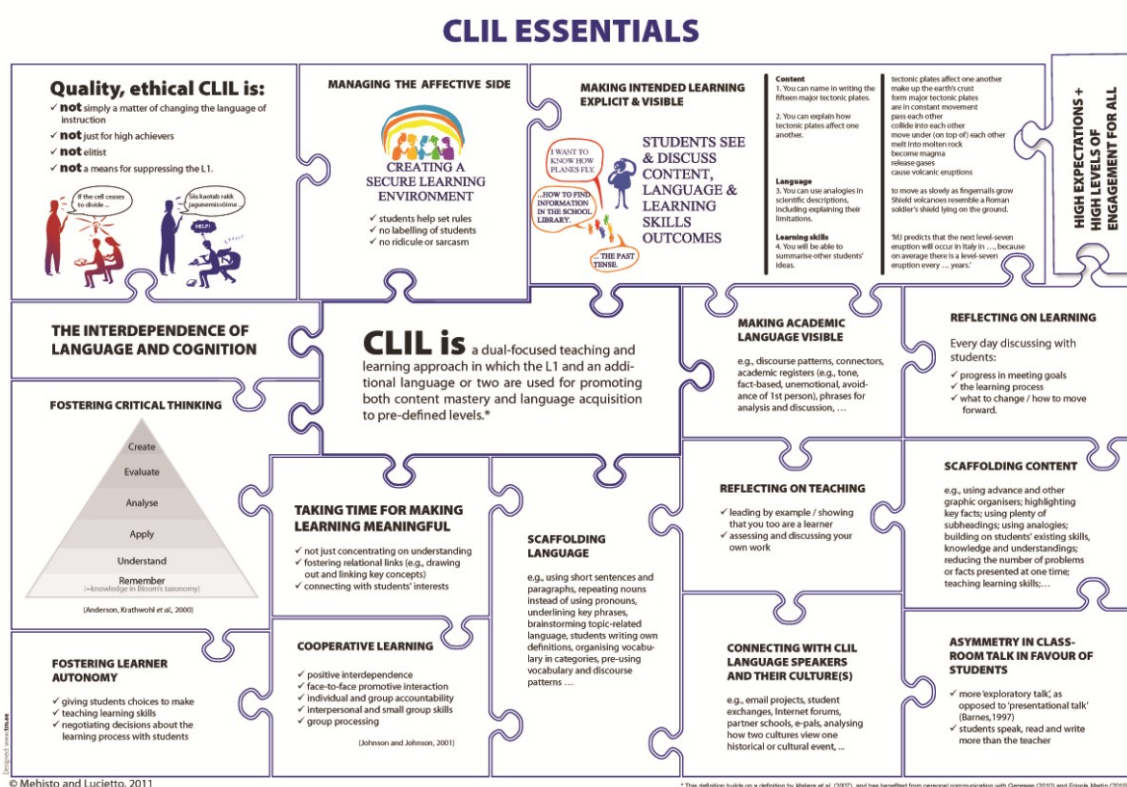 CLIL ESSENTIALS
Quality, ethical CLIL is:
✓ not simply a matter of changing the language of
instruction
✓ not just for high achievers
✓ not elitist
✓ not a means for suppressing the L1.
If the cell ceases
to divide ...
Siis kaotab rakk
jagunemisvõime
HELP!
MANAGING THE AFFECTIVE SIDE
CREATING A
SECURE LEARNING
ENVIRONMENT
✓ students help set rules
✓ no labelling of students
✓ no ridicule or sarcasm
MAKING INTENDED LEARNING
EXPLICIT & VISIBLE
I WANT TO
KNOW HOW
PLANES FLY.
...HOW TO FIND
INFORMATION
IN THE SCHOOL
LIBRARY.
... THE PAST
TENSE.
STUDENTS SEE
& DISCUSS
CONTENT,
LANGUAGE &
LEARNING
SKILLS
OUTCOMES
Content
1. You can name in writing the
fifteen major tectonic plates.
2. You can explain how
tectonic plates affect one
another.
Language
3. You can use analogies in
scientific descriptions,
including explaining their
limitations.
Learning skills
4. You will be able to
summarise other students'
ideas.
tectonic plates affect one another
make up the earth's crust
form major tectonic plates
are in constant movement
pass each other
collide into each other
move under (on top of) each other
melt into molten rock
become magma
release gases
cause volcanic eruptions
to move as slowly as fingernails grow
Shield volcanoes resemble a Roman
soldier's shield lying on the ground.
'MJ predicts that the next level-seven
eruption will occur in Italy in ..., because
on average there is a level-seven
eruption every ... years.'
HIGH EXPECTATIONS +
HIGH LEVELS OF
ENGAGEMENT FOR ALL
THE INTERDEPENDENCE OF
LANGUAGE AND COGNITION
CLIL is a dual-focused teaching and
learning approach in which the L1 and an addi-
tional language or two are used for promoting
both content mastery and language acquisition
to pre-defined levels.*
MAKING ACADEMIC
LANGUAGE VISIBLE
e.g., discourse patterns, connectors,
academic registers (e.g., tone,
fact-based, unemotional, avoid-
ance of 1st person), phrases for
analysis and discussion, ...
REFLECTING ON LEARNING
Every day discussing with
students:
✓ progress in meeting goals
✓ the learning process
✓ what to change / how to move
forward.
FOSTERING CRITICAL THINKING
Create
Evaluate
Analyse
Apply
Understand
Remember
(=knowledge in Bloom's taxonomy)
(Anderson, Krathwohl et al., 2000)
TAKING TIME FOR MAKING
LEARNING MEANINGFUL
✓ not just concentrating on understanding
✓ fostering relational links (e.g., drawing
out and linking key concepts)
✓ connecting with students' interests
SCAFFOLDING
LANGUAGE
e.g., using short sentences and
paragraphs, repeating nouns
instead of using pronouns,
underlining key phrases,
brainstorming topic-related
language, students writing own
definitions, organising vocabu-
lary in categories, pre-using
vocabulary and discourse
patterns ...
REFLECTING ON TEACHING
✓ leading by example / showing
that you too are a learner
✓ assessing and discussing your
own work
SCAFFOLDING CONTENT
e.g., using advance and other
graphic organisers; highlighting
key facts; using plenty of
subheadings; using analogies;
building on students' existing skills,
knowledge and understandings;
reducing the number of problems
or facts presented at one time;
teaching learning skills;...
FOSTERING LEARNER
AUTONOMY
✓ giving students choices to make
✓ teaching learning skills
✓ negotiating decisions about the
learning process with students
COOPERATIVE LEARNING
✓ positive interdependence
✓ face-to-face promotive interaction
✓ individual and group accountability
✓ interpersonal and small group skills
✓ group processing
(Johnson and Johnson, 2001)
CONNECTING WITH CLIL
LANGUAGE SPEAKERS
AND THEIR CULTURE(S)
e.g., email projects, student
exchanges, Internet forums,
partner schools, e-pals, analysing
how two cultures view one
historical or cultural event, ...
ASYMMETRY IN CLASS-
ROOM TALK IN FAVOUR OF
STUDENTS
✓ more 'exploratory talk', as
opposed to 'presentational talk'
(Barnes, 1997)
✓ students speak, read and write
more than the teacher
© Mehisto and Lucietto, 2011
* This definition builds on a definition by et al. (2007), and has benefited from personal communication with Genesee (2010) and